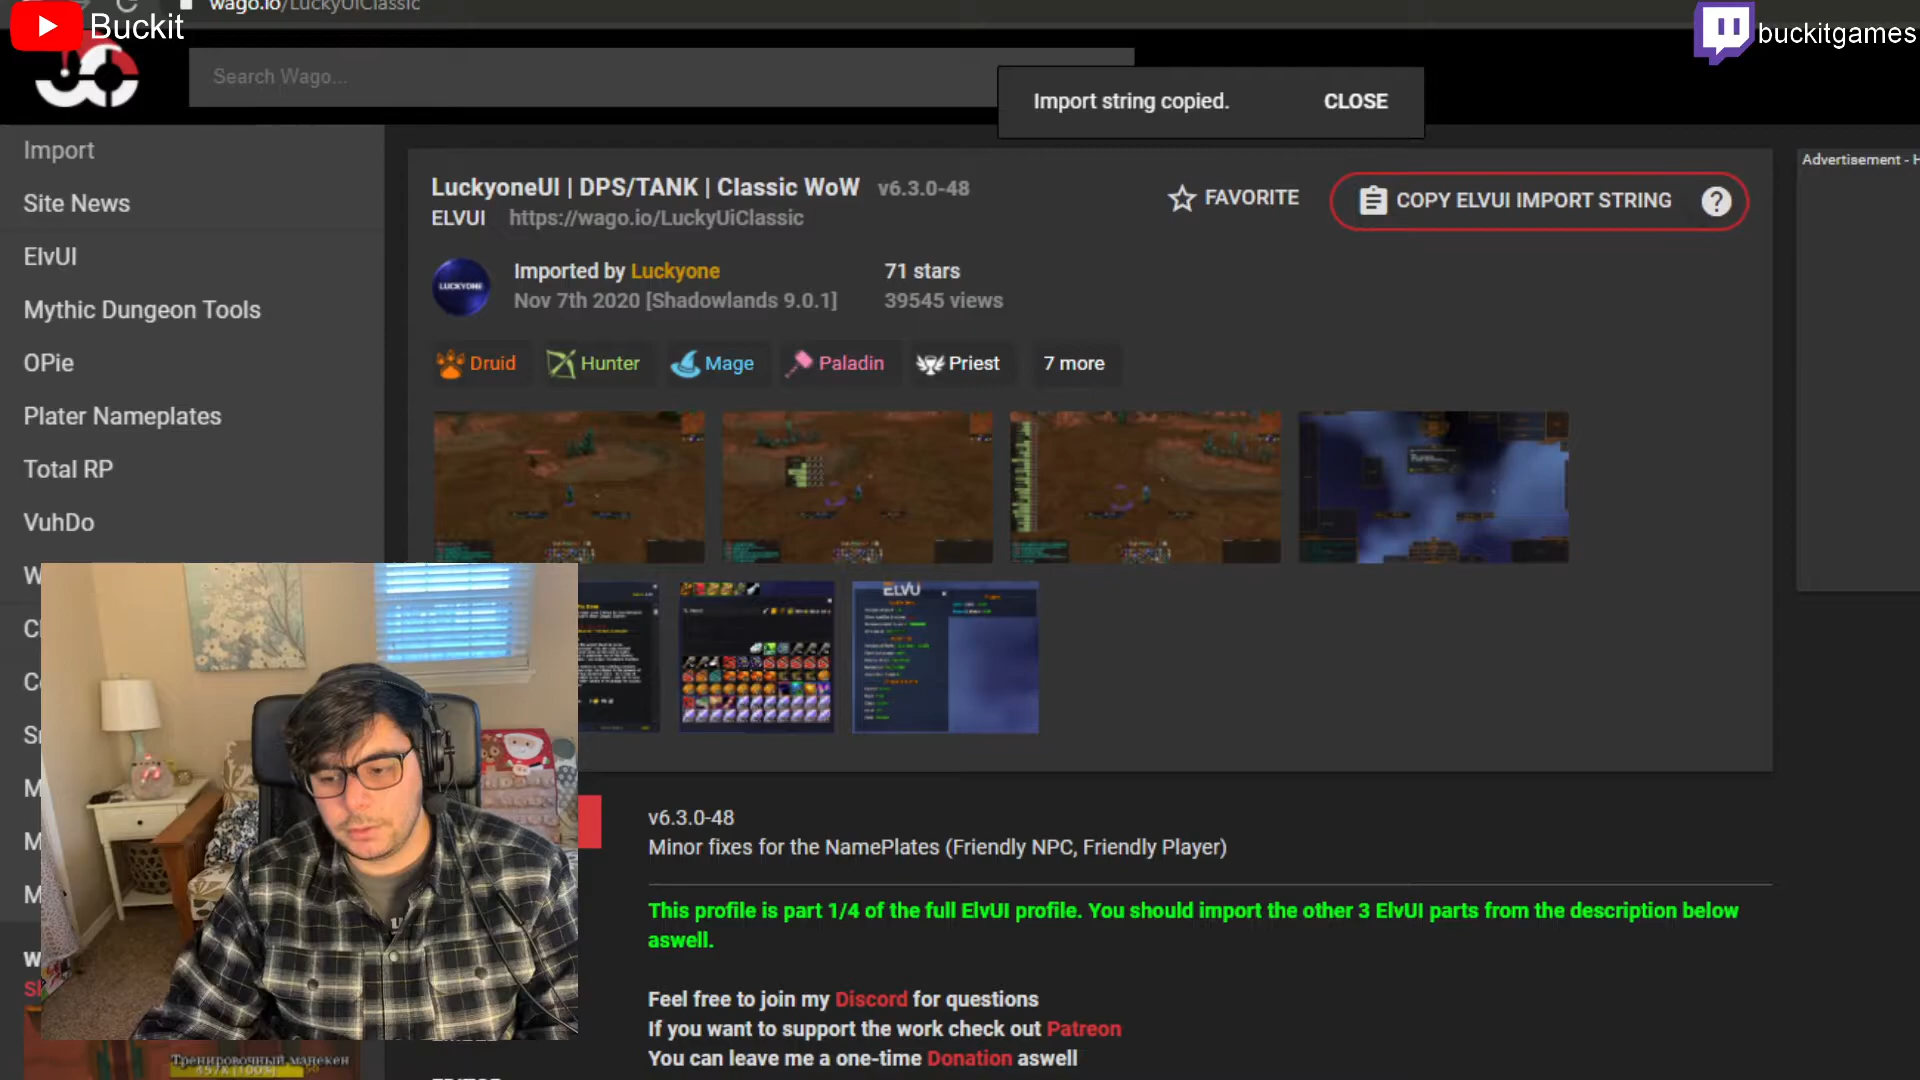 wago.io/LuckyUiClassic
Buckit
buckitgames
Search Wago...
Import string copied.
CLOSE
Import
Site News
ElvUI
Mythic Dungeon Tools
OPie
Plater Nameplates
Total RP
VuhDo
LuckyoneUI | DPS/TANK | Classic WoW v6.3.0-48
ELVUI https://wago.io/LuckyUiClassic
FAVORITE
COPY ELVUI IMPORT STRING ?
LUCKYONE
Imported by Luckyone
Nov 7th 2020 [Shadowlands 9.0.1]
71 stars
39545 views
Druid Hunter Mage Paladin Priest 7 more
Advertisement - H
ELVUI
v6.3.0-48
Minor fixes for the NamePlates (Friendly NPC, Friendly Player)
This profile is part 1/4 of the full ElvUI profile. You should import the other 3 ElvUI parts from the description below
aswell.
Feel free to join my Discord for questions
If you want to support the work check out Patreon
You can leave me a one-time Donation aswell
Тренировочный манекен